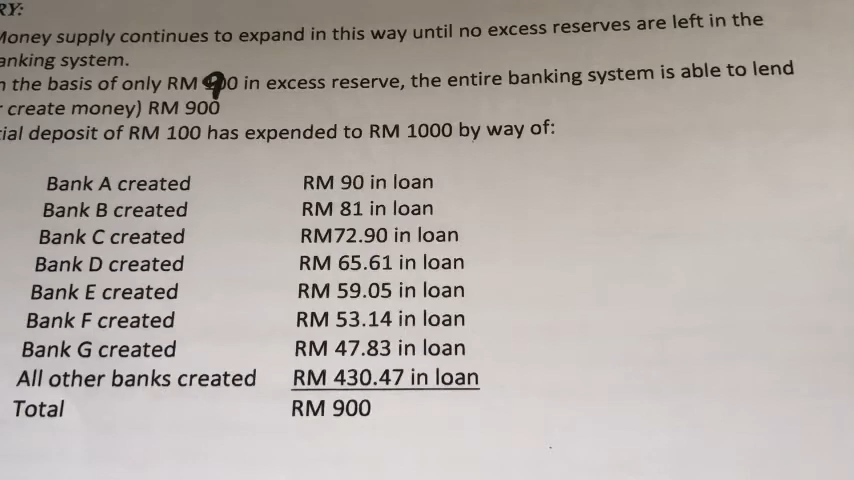 RY:
Money supply continues to expand in this way until no excess reserves are left in the
anking system.
n the basis of only RM 90 in excess reserve, the entire banking system is able to lend
r create money) RM 900
tial deposit of RM 100 has expended to RM 1000 by way of:
Bank A created RM 90 in loan
Bank B created RM 81 in loan
Bank C created RM72.90 in loan
Bank D created RM 65.61 in loan
Bank E created RM 59.05 in loan
Bank F created RM 53.14 in loan
Bank G created RM 47.83 in loan
All other banks created RM 430.47 in loan
Total RM 900